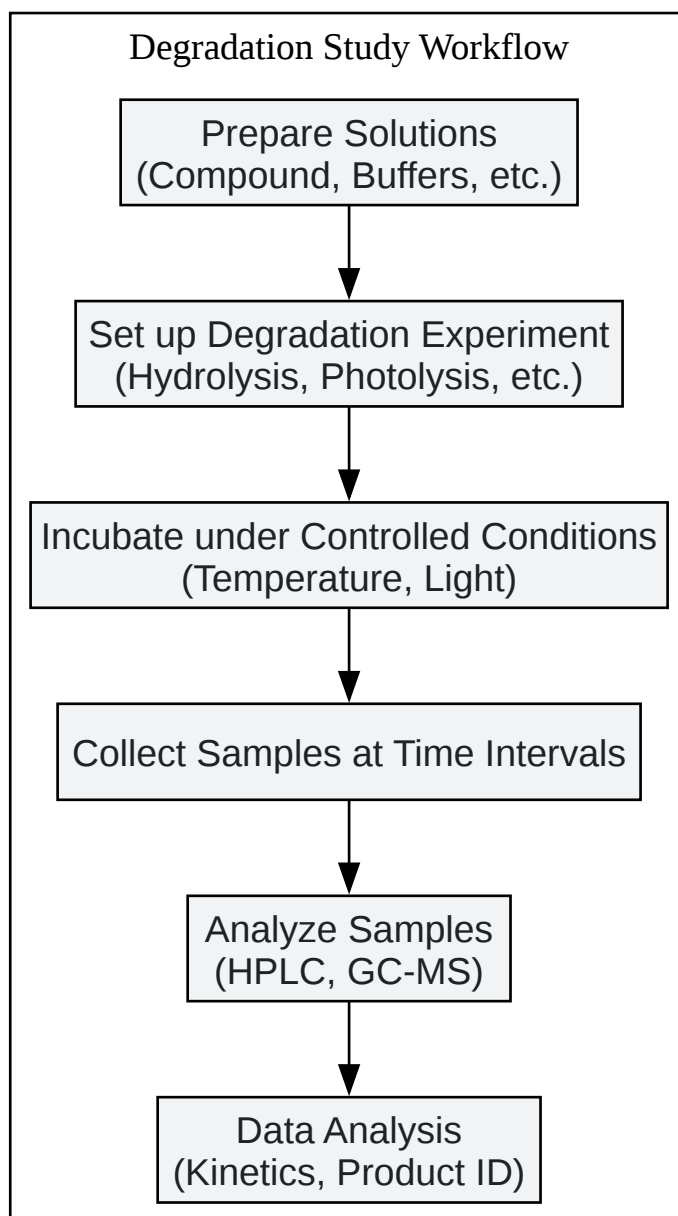 Degradation Study Workflow
Prepare Solutions
(Compound, Buffers, etc.)
Set up Degradation Experiment
(Hydrolysis, Photolysis, etc.)
Incubate under Controlled Conditions
(Temperature, Light)
Collect Samples at Time Intervals
Analyze Samples
(HPLC, GC-MS)
Data Analysis
(Kinetics, Product ID)